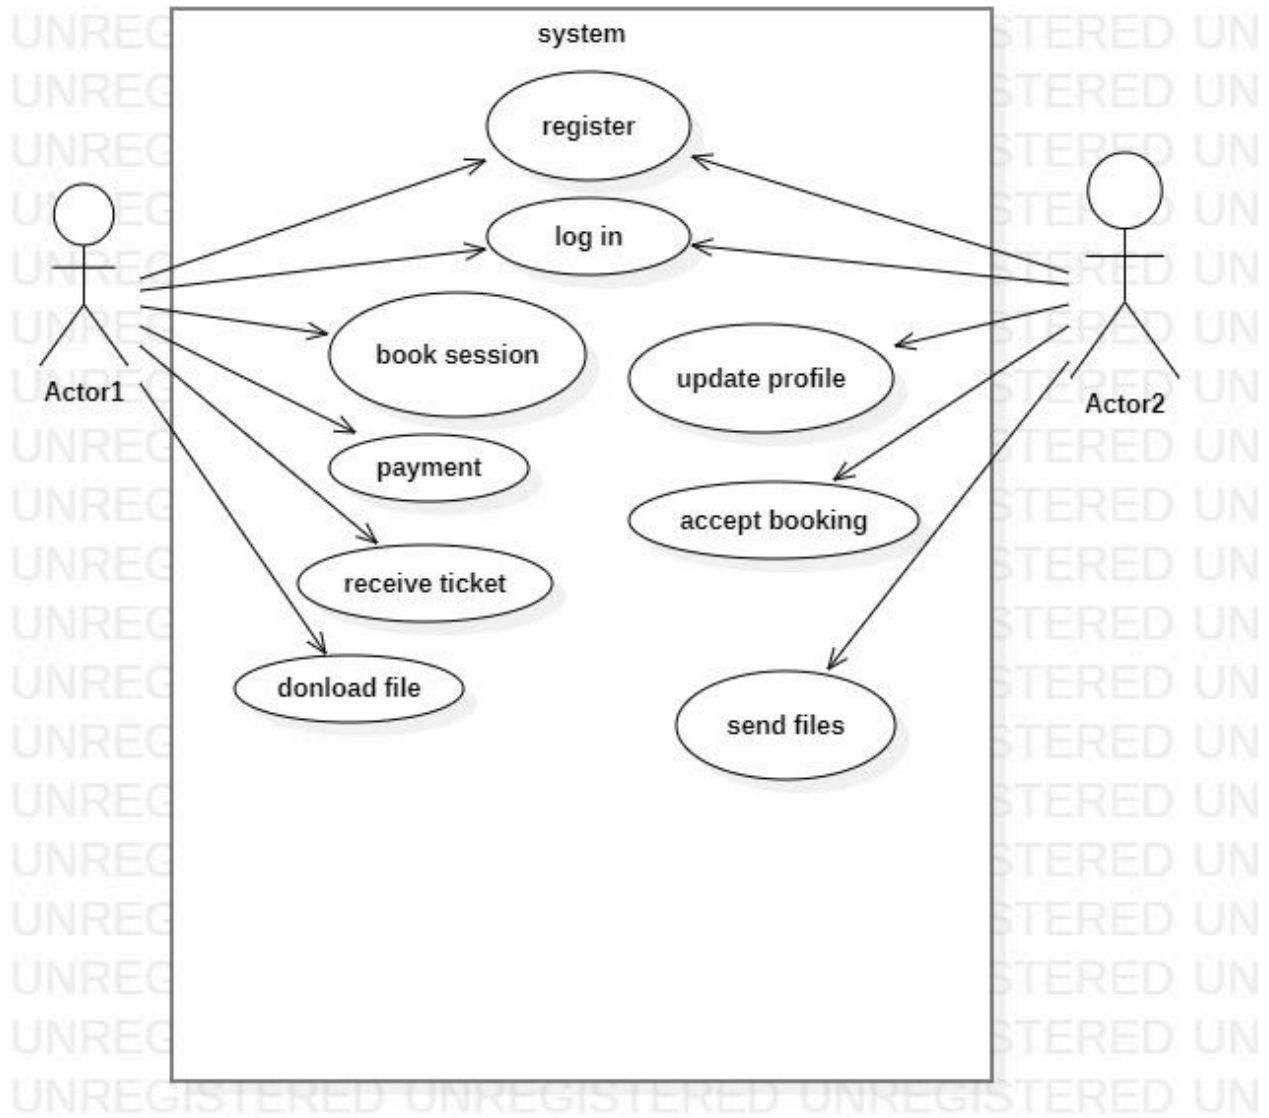 system
register
log in
book session
update profile
payment
accept booking
receive ticket
donload file
send files
Actor1
Actor2
UNREGISTERED UNREGISTERED UN